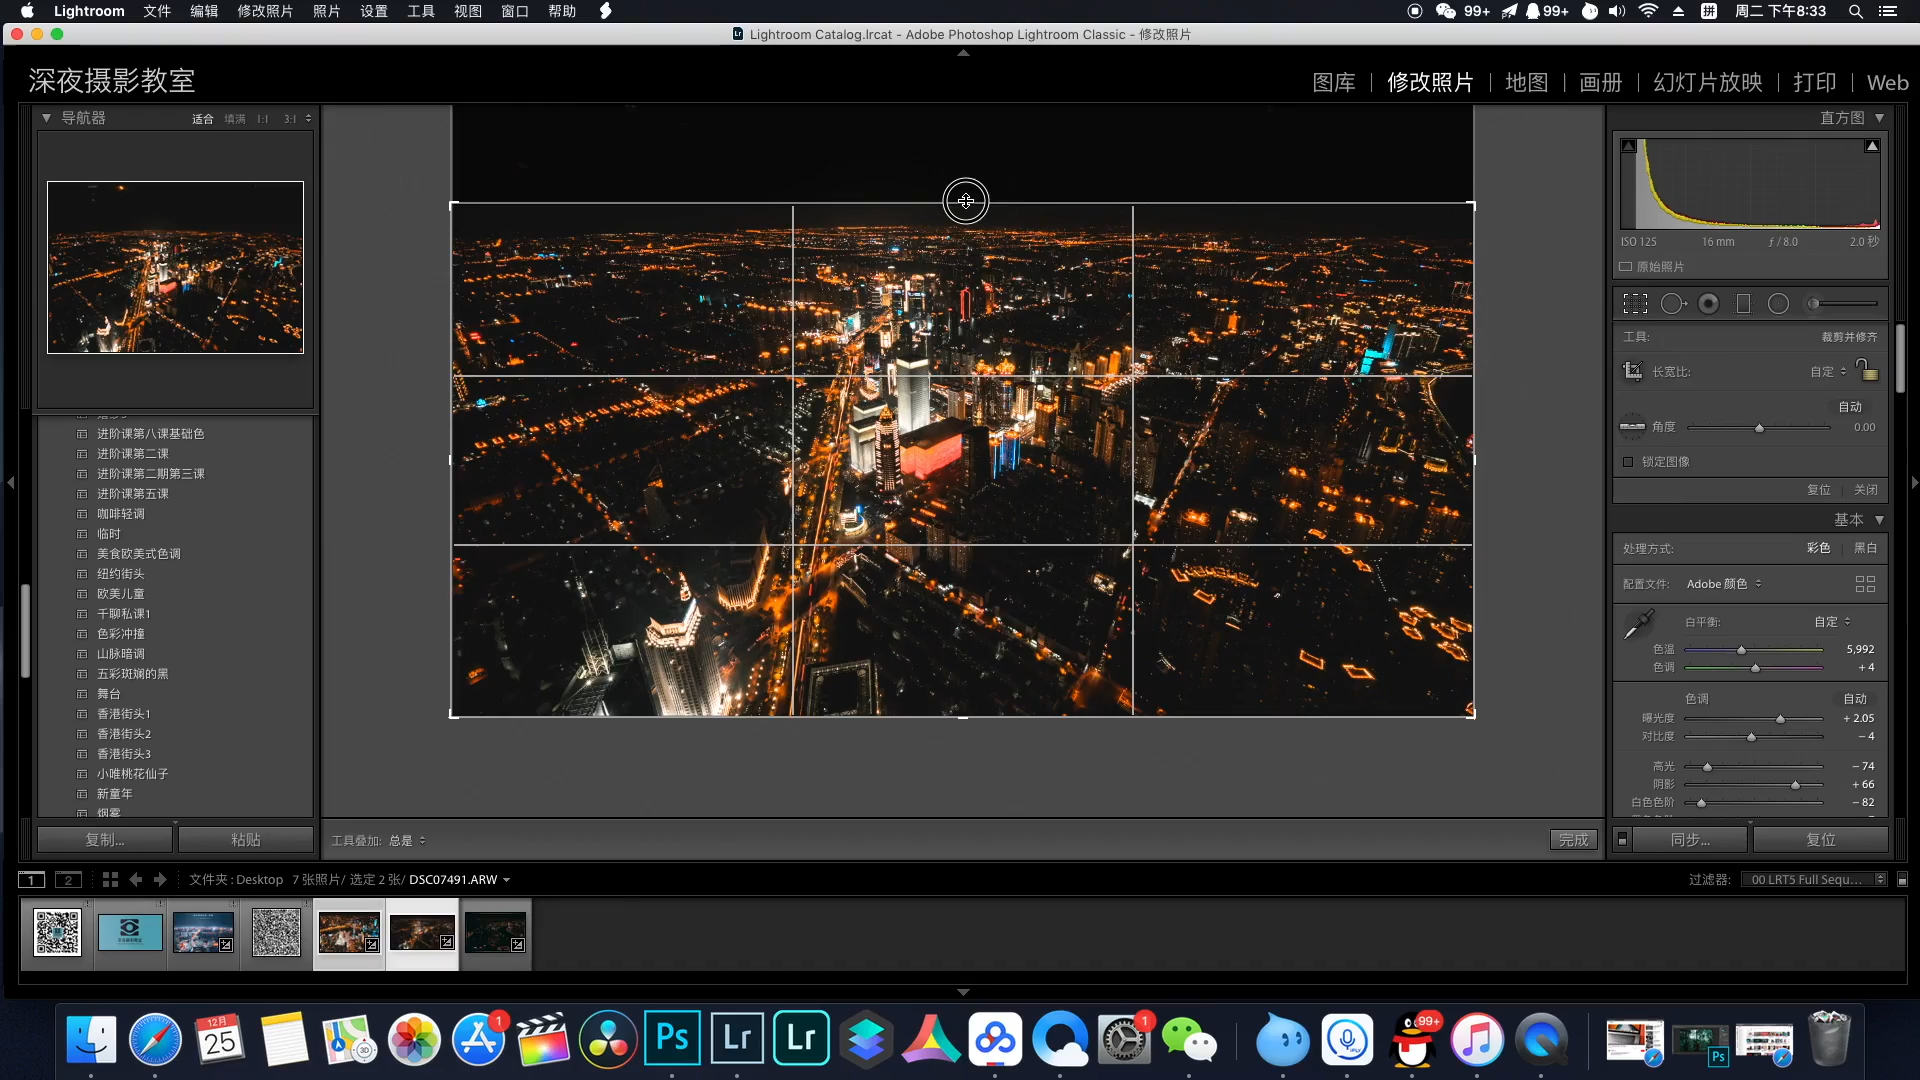 Lightroom 文件 编辑 修改照片 照片 设置 工具 视图 窗口 帮助 99+ 99+ 拼 周二 下午8:33
Lr Lightroom Catalog.lrcat - Adobe Photoshop Lightroom Classic - 修改照片
深夜摄影教室 图库 | 修改照片 | 地图 | 画册 | 幻灯片放映 | 打印 | Web
导航器 适合 填满 1:1 3:1
进阶课第八课基础色
进阶课第二课
进阶课第二期第三课
进阶课第五课
咖啡轻调
临时
美食欧美式色调
纽约街头
欧美儿童
千聊私课1
色彩冲撞
山脉暗调
五彩斑斓的黑
舞台
香港街头1
香港街头2
香港街头3
小唯桃花仙子
新童年
烟雾
复制... 粘贴
工具叠加: 总是 完成
直方图
ISO 125 16 mm ƒ / 8.0 2.0 秒
原始照片
工具: 裁剪并修齐
长宽比: 自定
自动
角度 0.00
锁定图像
复位 关闭
基本
处理方式: 彩色 | 黑白
配置文件: Adobe 颜色
白平衡: 自定
色温 5,992
色调 + 4
色调 自动
曝光度 + 2.05
对比度 - 4
高光 - 74
阴影 + 66
白色色阶 - 82
同步... 复位
1 2 文件夹 : Desktop 7 张照片/ 选定 2 张/ DSC07491.ARW 过滤器: 00 LRT5 Full Sequ...
12月 25 3D 1 Ps Lr Lr 1 99+ Ps